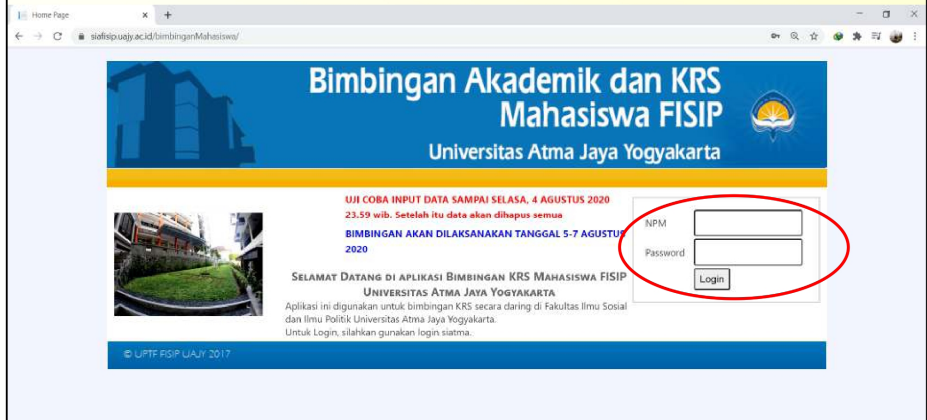 Home Page
siafisip.uajy.ac.id/bimbinganMahasiswa/
Bimbingan Akademik dan KRS
Mahasiswa FISIP
Universitas Atma Jaya Yogyakarta
UJI COBA INPUT DATA SAMPAI SELASA, 4 AGUSTUS 2020
23.59 wib. Setelah itu data akan dihapus semua
BIMBINGAN AKAN DILAKSANAKAN TANGGAL 5-7 AGUSTUS
2020
NPM
Password
Login
SELAMAT DATANG DI APLIKASI BIMBINGAN KRS MAHASISWA FISIP
UNIVERSITAS ATMA JAYA YOGYAKARTA
Aplikasi ini digunakan untuk bimbingan KRS secara daring di Fakultas Ilmu Sosial
dan Ilmu Politik Universitas Atma Jaya Yogyakarta.
Untuk Login, silahkan gunakan login siatma.
© UPTF FISIP UAJY 2017